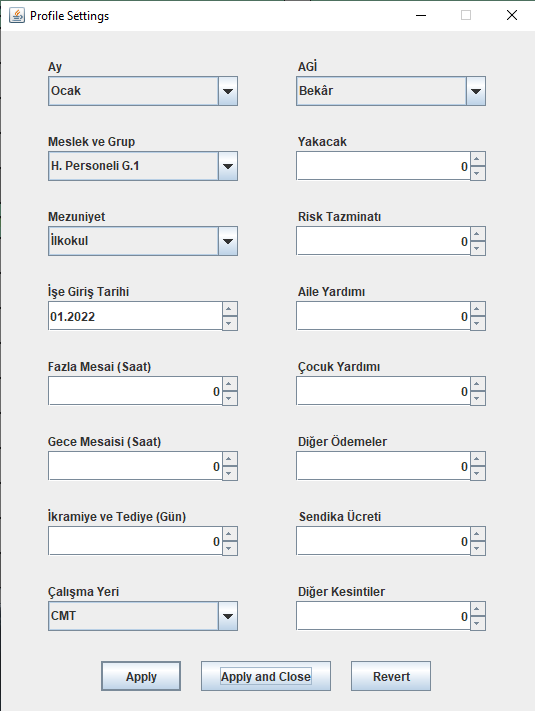 Profile Settings
Ay
Ocak
Meslek ve Grup
H. Personeli G.1
Mezuniyet
İlkokul
İşe Giriş Tarihi
01.2022
Fazla Mesai (Saat)
0
Gece Mesaisi (Saat)
0
İkramiye ve Tediye (Gün)
0
Çalışma Yeri
CMT
AGİ
Bekâr
Yakacak
0
Risk Tazminatı
0
Aile Yardımı
0
Çocuk Yardımı
0
Diğer Ödemeler
0
Sendika Ücreti
0
Diğer Kesintiler
0
Apply
Apply and Close
Revert